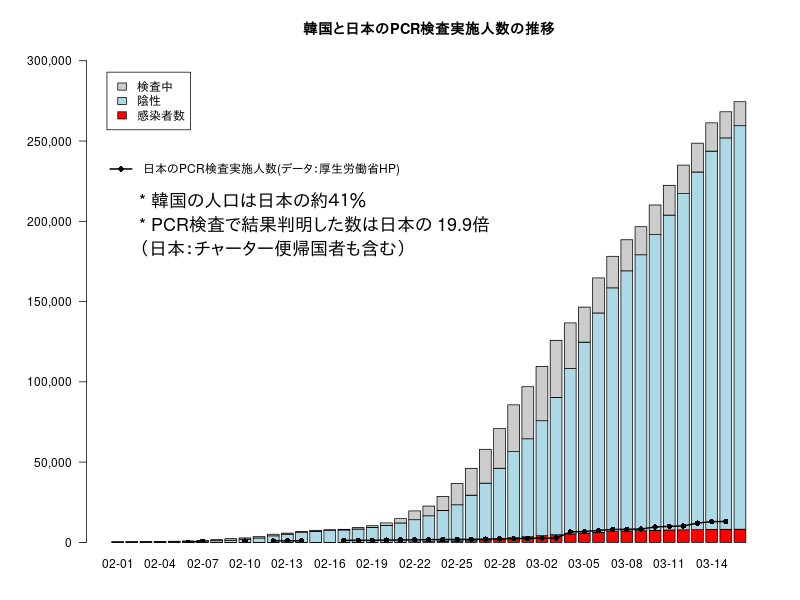 韓国と日本のPCR検査実施人数の推移
300,000
250,000
200,000
150,000
100,000
50,000
0
検査中
陰性
感染者数
日本のPCR検査実施人数(データ：厚生労働省HP)
* 韓国の人口は日本の約41％
* PCR検査で結果判明した数は日本の 19.9倍
（日本：チャーター便帰国者も含む）
02-01 02-04 02-07 02-10 02-13 02-16 02-19 02-22 02-25 02-28 03-02 03-05 03-08 03-11 03-14